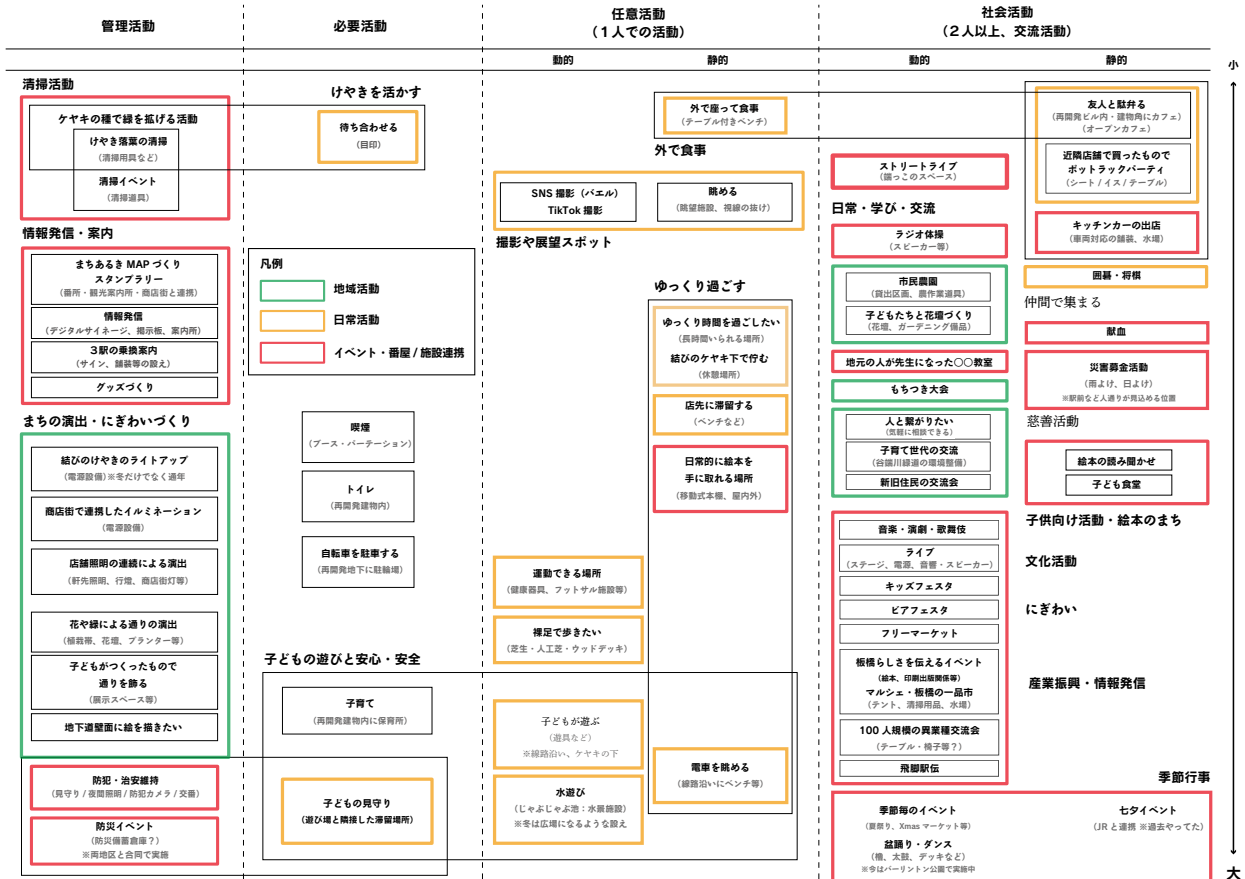 管理活動
必要活動
任意活動
（１人での活動）
社会活動
（２人以上、交流活動）
動的
静的
動的
静的
小
大
清掃活動
ケヤキの種で緑を拡げる活動
けやき落葉の清掃
（清掃用具など）
清掃イベント
（清掃道具）
情報発信・案内
まちあるき MAP づくり
スタンプラリー
（番所・観光案内所・商店街と連携）
情報発信
（デジタルサイネージ、掲示板、案内所）
３駅の乗換案内
（サイン、舗装等の設え）
グッズづくり
まちの演出・にぎわいづくり
結びのけやきのライトアップ
（電源設備）※冬だけでなく通年
商店街で連携したイルミネーション
（電源設備）
店舗照明の連続による演出
（軒先照明、行燈、商店街灯等）
花や緑による通りの演出
（植栽帯、花壇、プランター等）
子どもがつくったもので
通りを飾る
（展示スペース等）
地下道壁面に絵を描きたい
防犯・治安維持
（見守り / 夜間照明 / 防犯カメラ / 交番）
防災イベント
（防災備蓄倉庫？）
※両地区と合同で実施
けやきを活かす
待ち合わせる
（目印）
凡例
地域活動
日常活動
イベント・番屋 / 施設連携
喫煙
（ブース・パーテーション）
トイレ
（再開発建物内）
自転車を駐車する
（再開発地下に駐輪場）
子どもの遊びと安心・安全
子育て
（再開発建物内に保育所）
子どもの見守り
（遊び場と隣接した滞留場所）
外で座って食事
（テーブル付きベンチ）
外で食事
SNS 撮影（バエル）
TikTok 撮影
眺める
（眺望施設、視線の抜け）
撮影や展望スポット
ゆっくり過ごす
ゆっくり時間を過ごしたい
（長時間いられる場所）
結びのケヤキ下で佇む
（休憩場所）
店先に滞留する
（ベンチなど）
日常的に絵本を
手に取れる場所
（移動式本棚、屋内外）
運動できる場所
（健康器具、フットサル施設等）
裸足で歩きたい
（芝生・人工芝・ウッドデッキ）
子どもが遊ぶ
（遊具など）
※線路沿い、ケヤキの下
水遊び
（じゃぶじゃぶ池：水景施設）
※冬は広場になるような設え
電車を眺める
（線路沿いにベンチ等）
ストリートライブ
（端っこのスペース）
日常・学び・交流
ラジオ体操
（スピーカー等）
市民農園
（貸出区画、農作業道具）
子どもたちと花壇づくり
（花壇、ガーデニング備品）
地元の人が先生になった〇〇教室
もちつき大会
人と繋がりたい
（気軽に相談できる）
子育て世代の交流
（谷端川緑道の環境整備）
新旧住民の交流会
音楽・演劇・歌舞伎
ライブ
（ステージ、電源、音響・スピーカー）
キッズフェスタ
ビアフェスタ
フリーマーケット
板橋らしさを伝えるイベント
（絵本、印刷出版関係等）
マルシェ・板橋の一品市
（テント、清掃用品、水場）
100 人規模の異業種交流会
（テーブル・椅子等？）
飛脚駅伝
友人と駄弁る
（再開発ビル内・建物角にカフェ）
（オープンカフェ）
近隣店舗で買ったもので
ポットラックパーティ
（シート / イス / テーブル）
キッチンカーの出店
（車両対応の舗装、水場）
囲碁・将棋
仲間で集まる
献血
災害募金活動
（雨よけ、日よけ）
※駅前など人通りが見込める位置
慈善活動
絵本の読み聞かせ
子ども食堂
子供向け活動・絵本のまち
文化活動
にぎわい
産業振興・情報発信
季節行事
季節毎のイベント
（夏祭り、Xmas マーケット等）
盆踊り・ダンス
（櫓、太鼓、デッキなど）
※今はバーリントン公園で実施中
七夕イベント
（JR と連携 ※過去やってた）